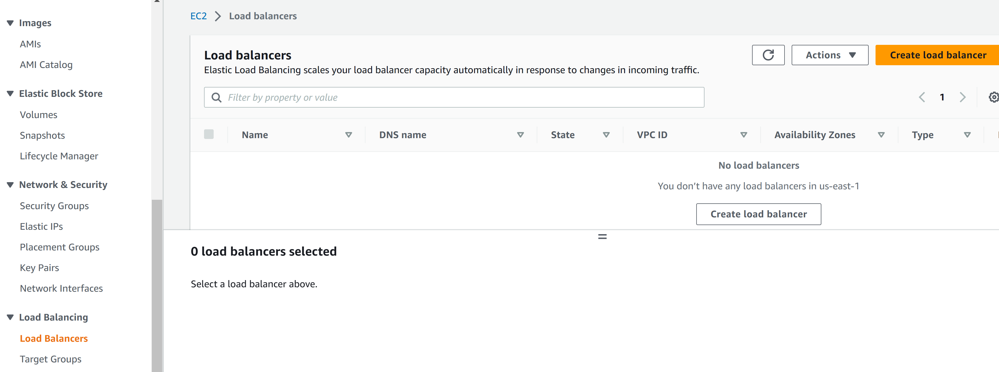 Images
AMIs
AMI Catalog
Elastic Block Store
Volumes
Snapshots
Lifecycle Manager
Network & Security
Security Groups
Elastic IPs
Placement Groups
Key Pairs
Network Interfaces
Load Balancing
Load Balancers
Target Groups
EC2 Load balancers
Load balancers
Actions Create load balancer
Elastic Load Balancing scales your load balancer capacity automatically in response to changes in incoming traffic.
Filter by property or value
1
Name DNS name State VPC ID Availability Zones Type
No load balancers
You don’t have any load balancers in us-east-1
Create load balancer
0 load balancers selected
Select a load balancer above.